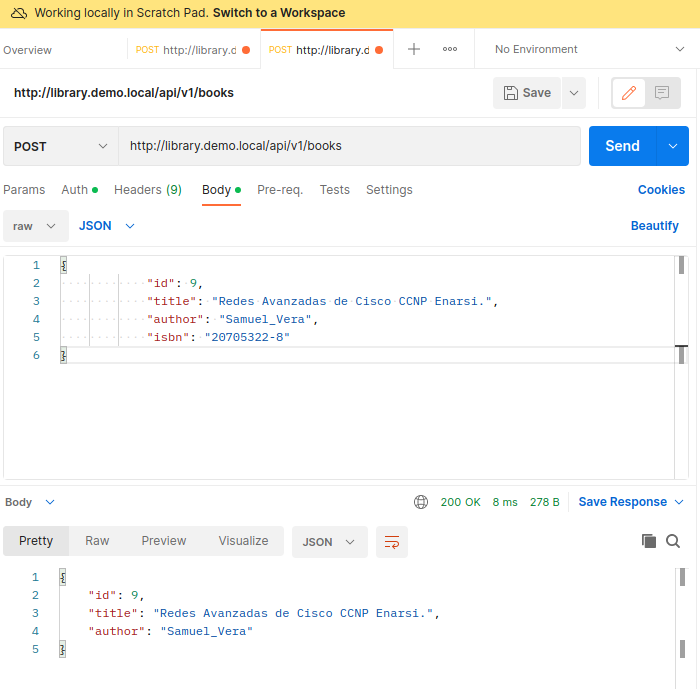 Working locally in Scratch Pad. Switch to a Workspace
Overview
POST http://library.d
POST http://library.d
No Environment
http://library.demo.local/api/v1/books
Save
POST http://library.demo.local/api/v1/books Send
Params Auth Headers (9) Body Pre-req. Tests Settings Cookies
raw JSON Beautify
1 {
2 "id": 9,
3 "title": "Redes Avanzadas de Cisco CCNP Enarsi.",
4 "author": "Samuel_Vera",
5 "isbn": "20705322-8"
6 }
Body 200 OK 8 ms 278 B Save Response
Pretty Raw Preview Visualize JSON
1 {
2 "id": 9,
3 "title": "Redes Avanzadas de Cisco CCNP Enarsi.",
4 "author": "Samuel_Vera"
5 }